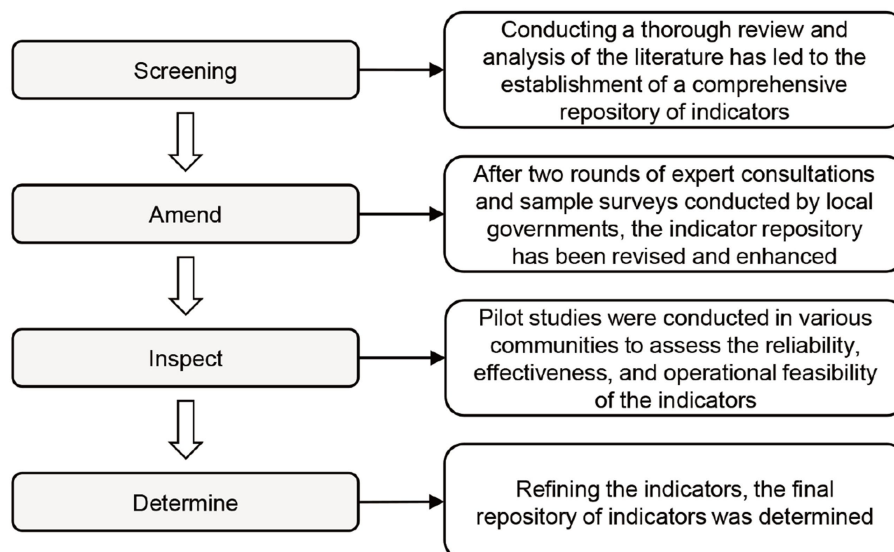 Screening
Conducting a thorough review and
analysis of the literature has led to the
establishment of a comprehensive
repository of indicators
Amend
After two rounds of expert consultations
and sample surveys conducted by local
governments, the indicator repository
has been revised and enhanced
Inspect
Pilot studies were conducted in various
communities to assess the reliability,
effectiveness, and operational feasibility
of the indicators
Determine
Refining the indicators, the final
repository of indicators was determined